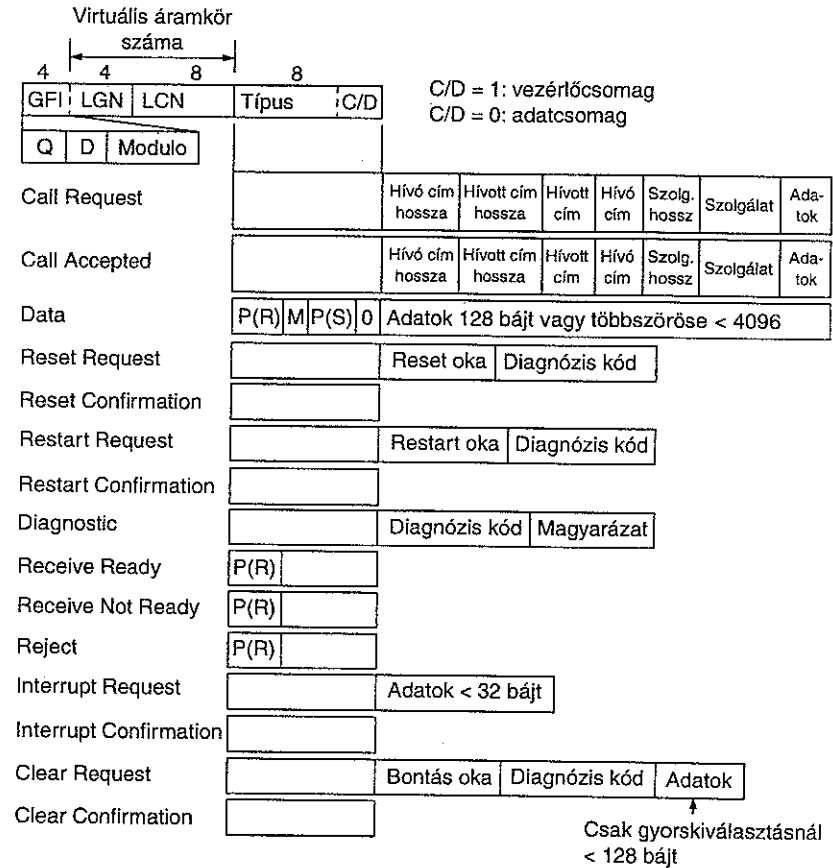 Virtuális áramkör
száma
4 4 8 8
GFI LGN LCN Típus C/D
C/D = 1: vezérlőcsomag
C/D = 0: adatcsomag
Q D Modulo
Call Request
Hívó cím hossza Hívott cím hossza Hívott cím Hívó cím Szolg. hossz Szolgálat Ada-tok
Call Accepted
Hívó cím hossza Hívott cím hossza Hívott cím Hívó cím Szolg. hossz Szolgálat Ada-tok
Data P(R) M P(S) 0 Adatok 128 bájt vagy többszöröse < 4096
Reset Request Reset oka Diagnózis kód
Reset Confirmation
Restart Request Restart oka Diagnózis kód
Restart Confirmation
Diagnostic Diagnózis kód Magyarázat
Receive Ready P(R)
Receive Not Ready P(R)
Reject P(R)
Interrupt Request Adatok < 32 bájt
Interrupt Confirmation
Clear Request Bontás oka Diagnózis kód Adatok
Clear Confirmation
Csak gyorskiválasztásnál
< 128 bájt